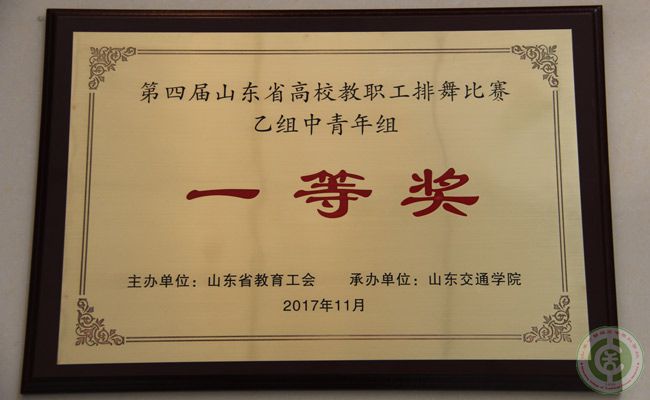 第四届山东省高校教职工排舞比赛
乙组中青年组
一等奖
主办单位：山东省教育工会 承办单位：山东交通学院
2017年11月